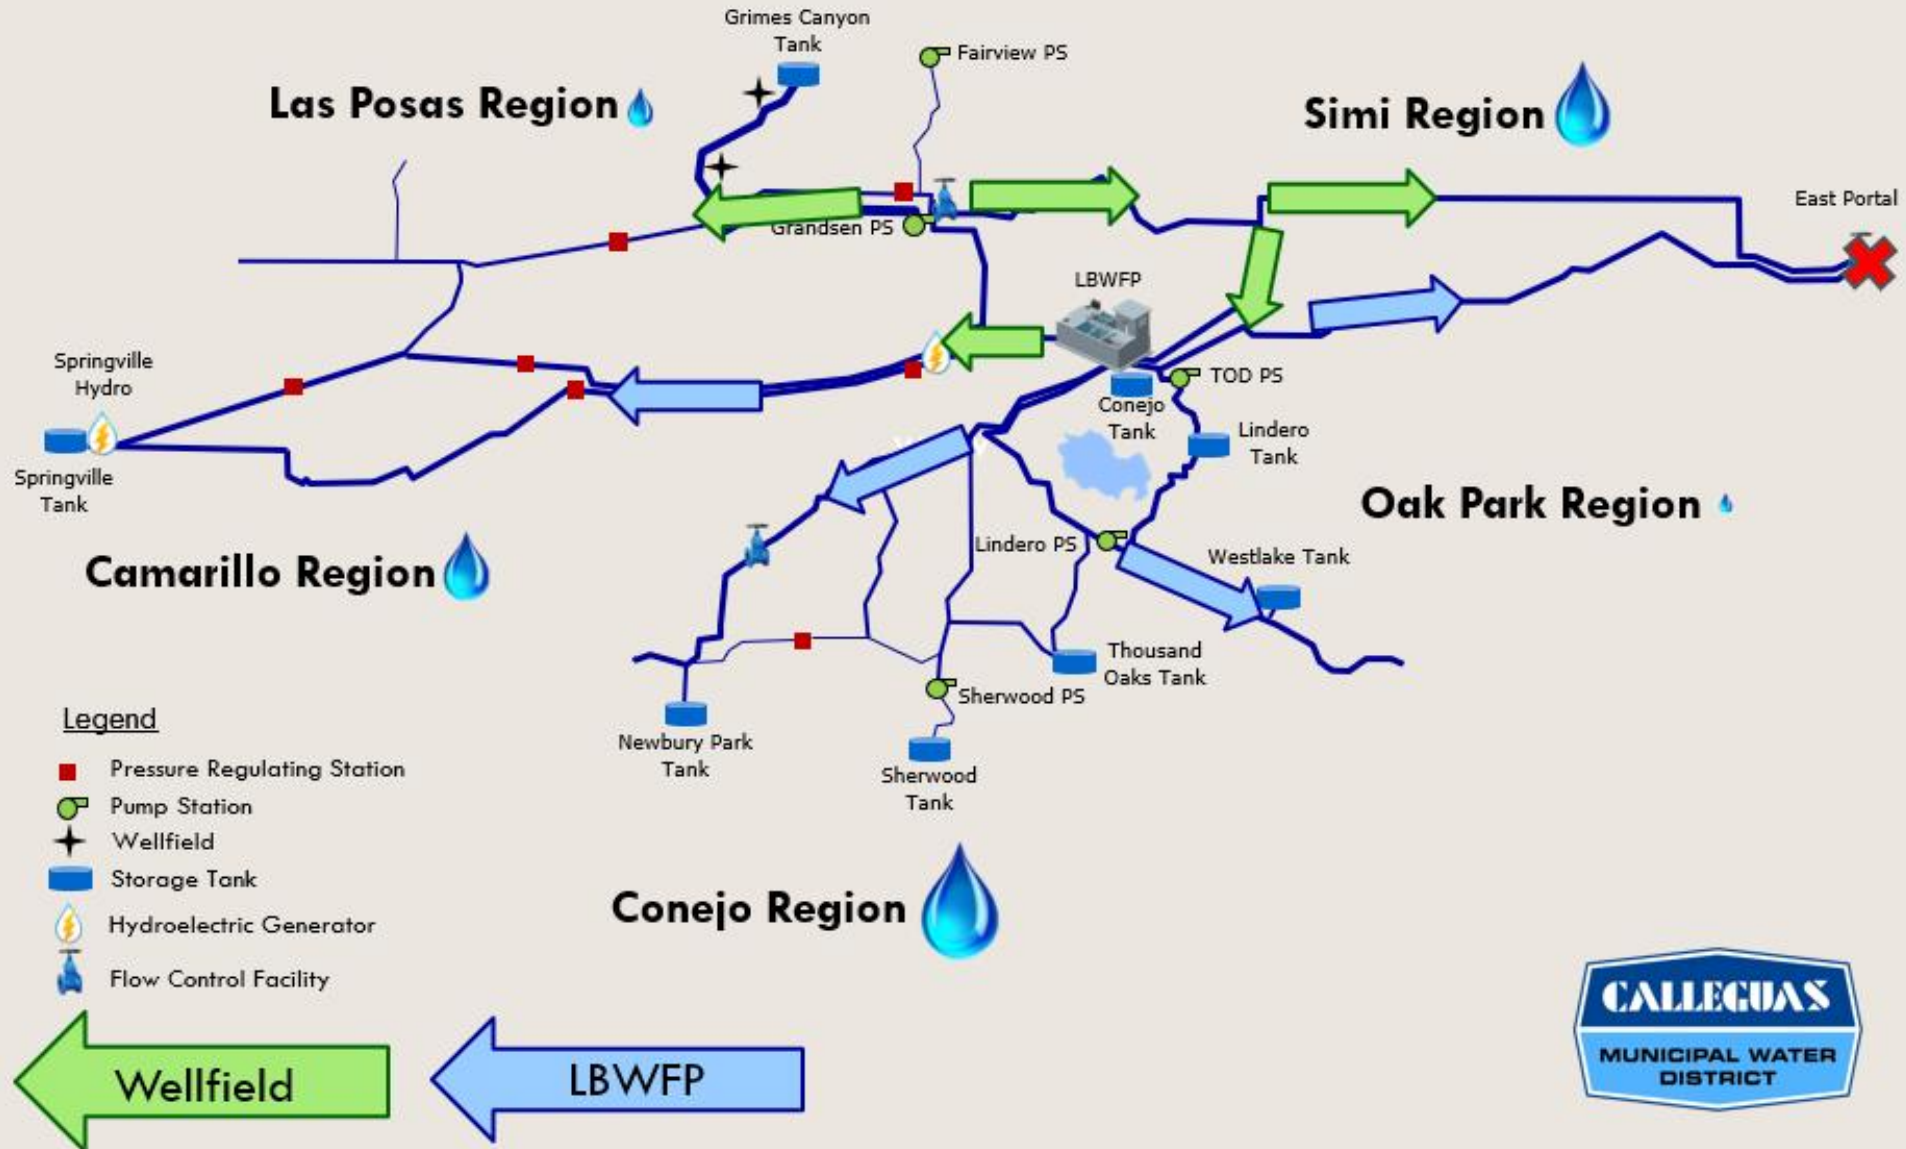 Grimes Canyon
Tank
Fairview PS
Las Posas Region
Simi Region
East Portal
Grandsen PS
LBWFP
Springville
Hydro
TOD PS
Conejo
Tank
Lindero
Tank
Springville
Tank
Oak Park Region
Lindero PS
Westlake Tank
Camarillo Region
Thousand
Oaks Tank
Sherwood PS
Newbury Park
Tank
Sherwood
Tank
Legend
Pressure Regulating Station
Pump Station
Wellfield
Storage Tank
Hydroelectric Generator
Flow Control Facility
Conejo Region
Wellfield
LBWFP
CALLEGUAS
MUNICIPAL WATER
DISTRICT